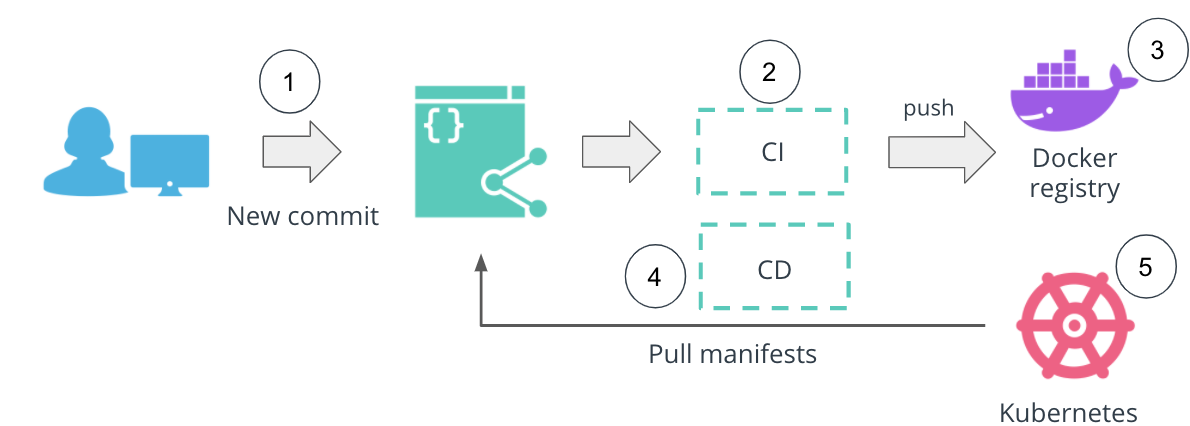 1
New commit
{}
2
CI
push
3
Docker
registry
4
CD
Pull manifests
5
Kubernetes